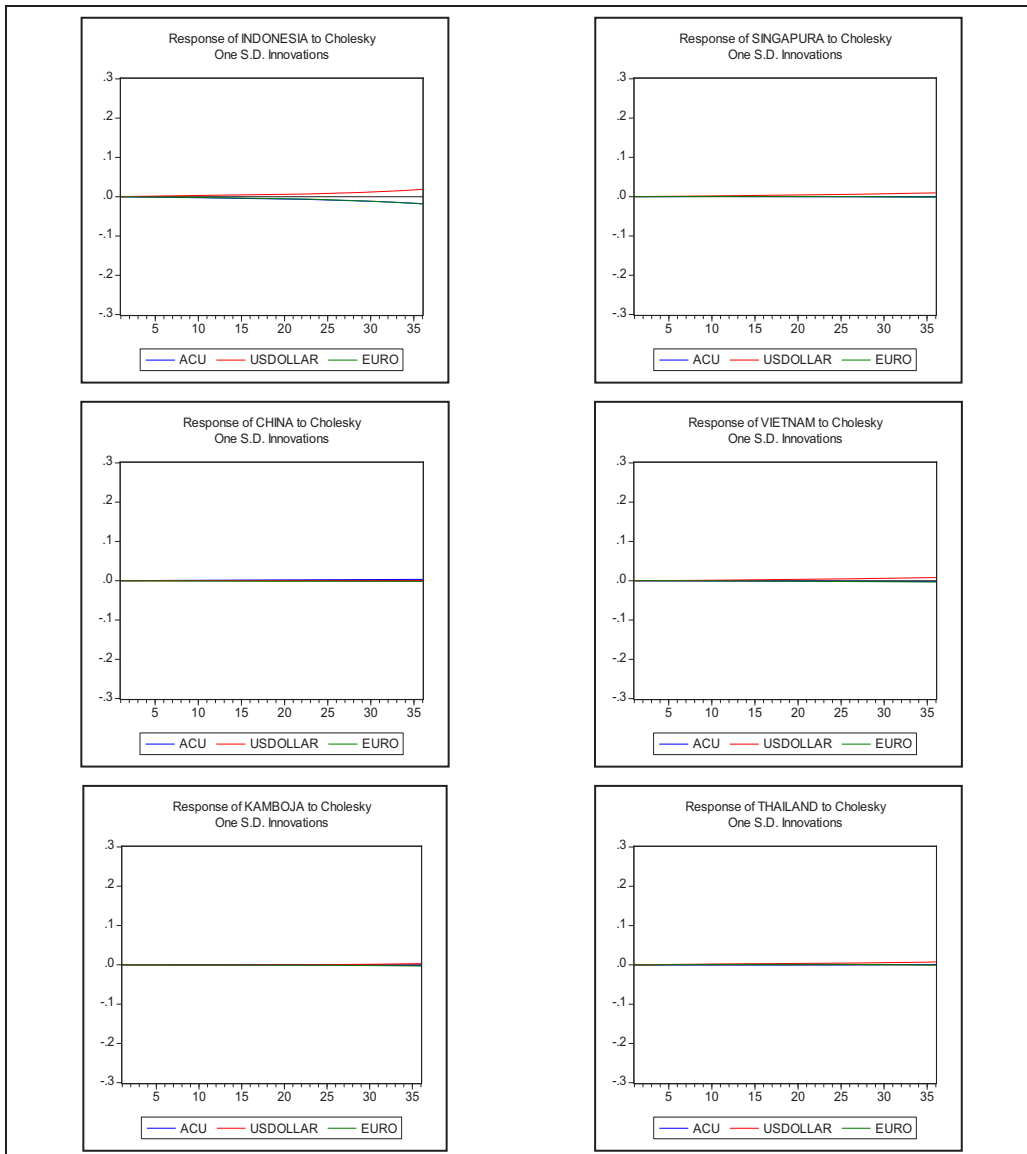 Response of INDONESIA to Cholesky
One S.D. Innovations
.3
.2
.1
.0
-.1
-.2
-.3
5 10 15 20 25 30 35
ACU USDOLLAR EURO
Response of SINGAPURA to Cholesky
One S.D. Innovations
.3
.2
.1
.0
-.1
-.2
-.3
5 10 15 20 25 30 35
ACU USDOLLAR EURO
Response of CHINA to Cholesky
One S.D. Innovations
.3
.2
.1
.0
-.1
-.2
-.3
5 10 15 20 25 30 35
ACU USDOLLAR EURO
Response of VIETNAM to Cholesky
One S.D. Innovations
.3
.2
.1
.0
-.1
-.2
-.3
5 10 15 20 25 30 35
ACU USDOLLAR EURO
Response of KAMBOJA to Cholesky
One S.D. Innovations
.3
.2
.1
.0
-.1
-.2
-.3
5 10 15 20 25 30 35
ACU USDOLLAR EURO
Response of THAILAND to Cholesky
One S.D. Innovations
.3
.2
.1
.0
-.1
-.2
-.3
5 10 15 20 25 30 35
ACU USDOLLAR EURO